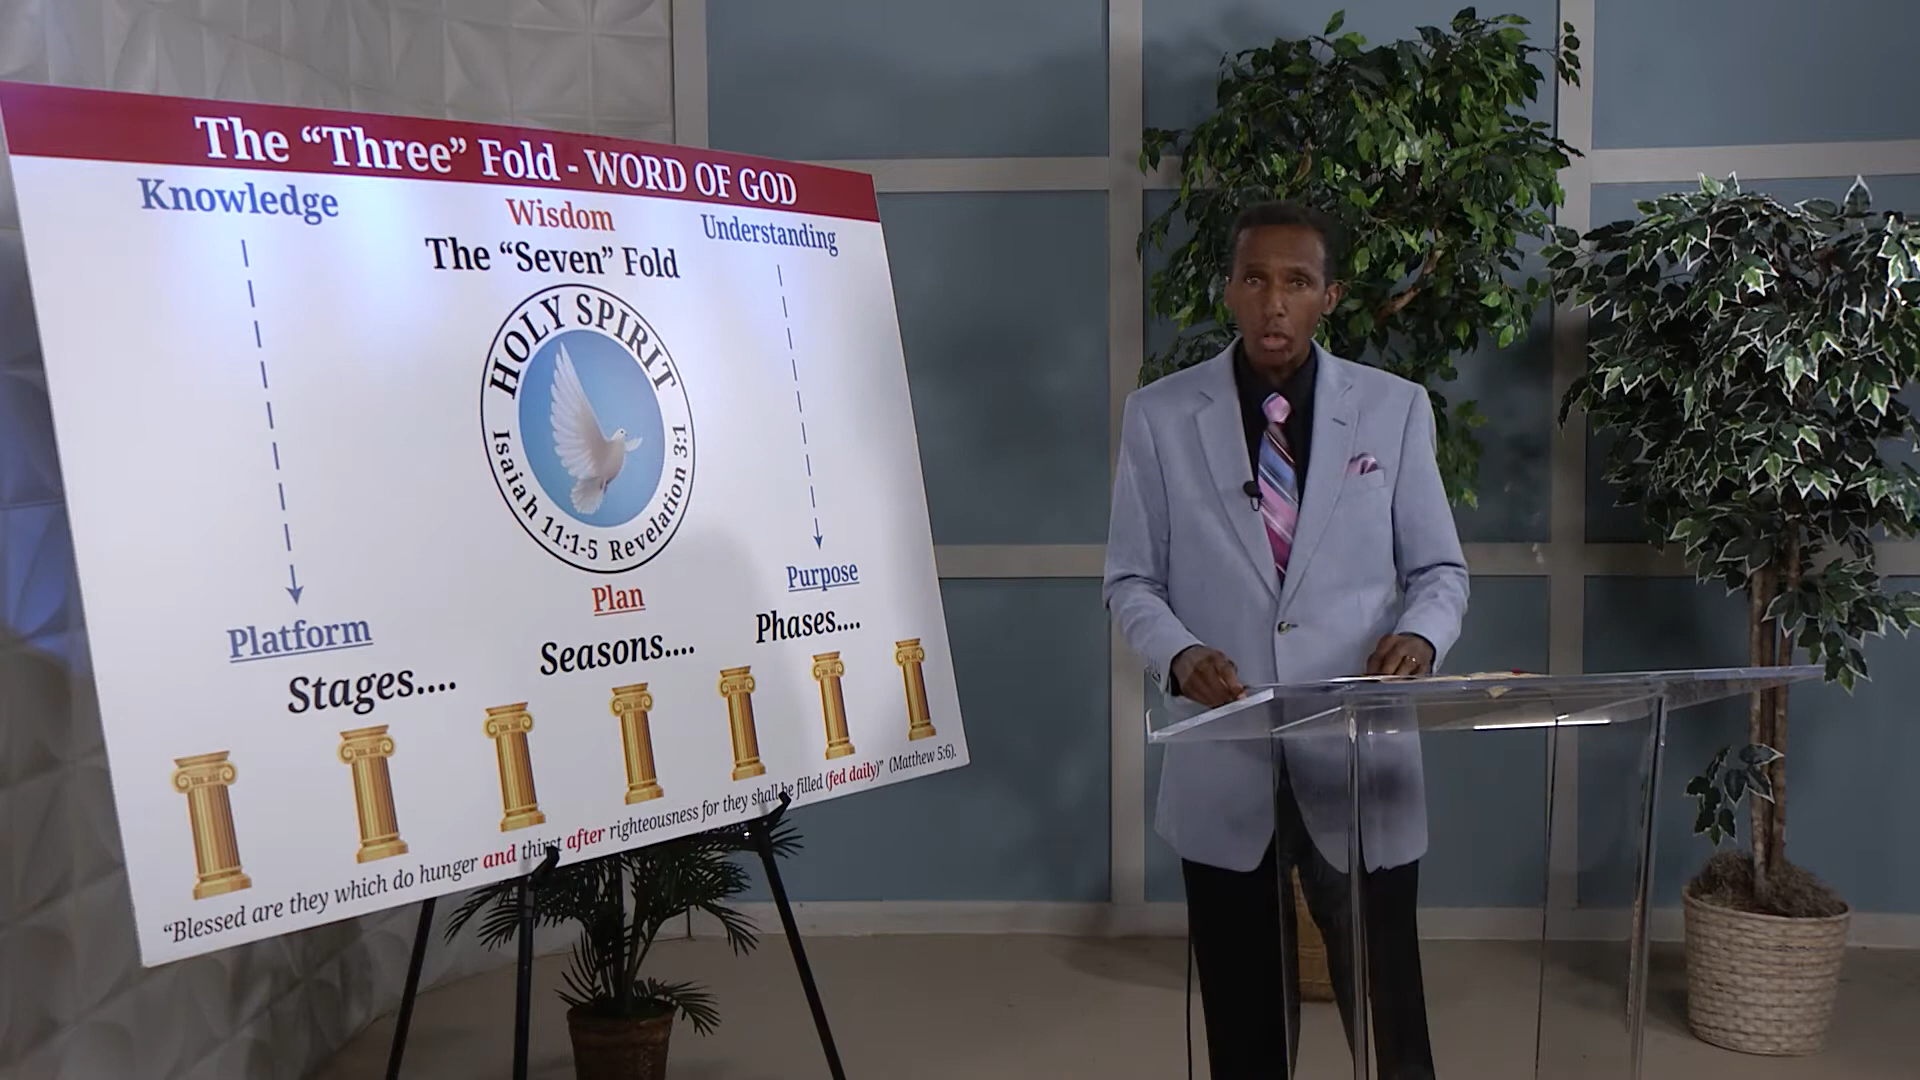 The “Three” Fold - WORD OF GOD
Knowledge
Wisdom
Understanding
The “Seven” Fold
HOLY SPIRIT
Isaiah 11:1-5 Revelation 3:1
Platform
Plan
Purpose
Stages....
Seasons....
Phases....
“Blessed are they which do hunger and thirst after righteousness for they shall be filled (fed daily)” (Matthew 5:6).